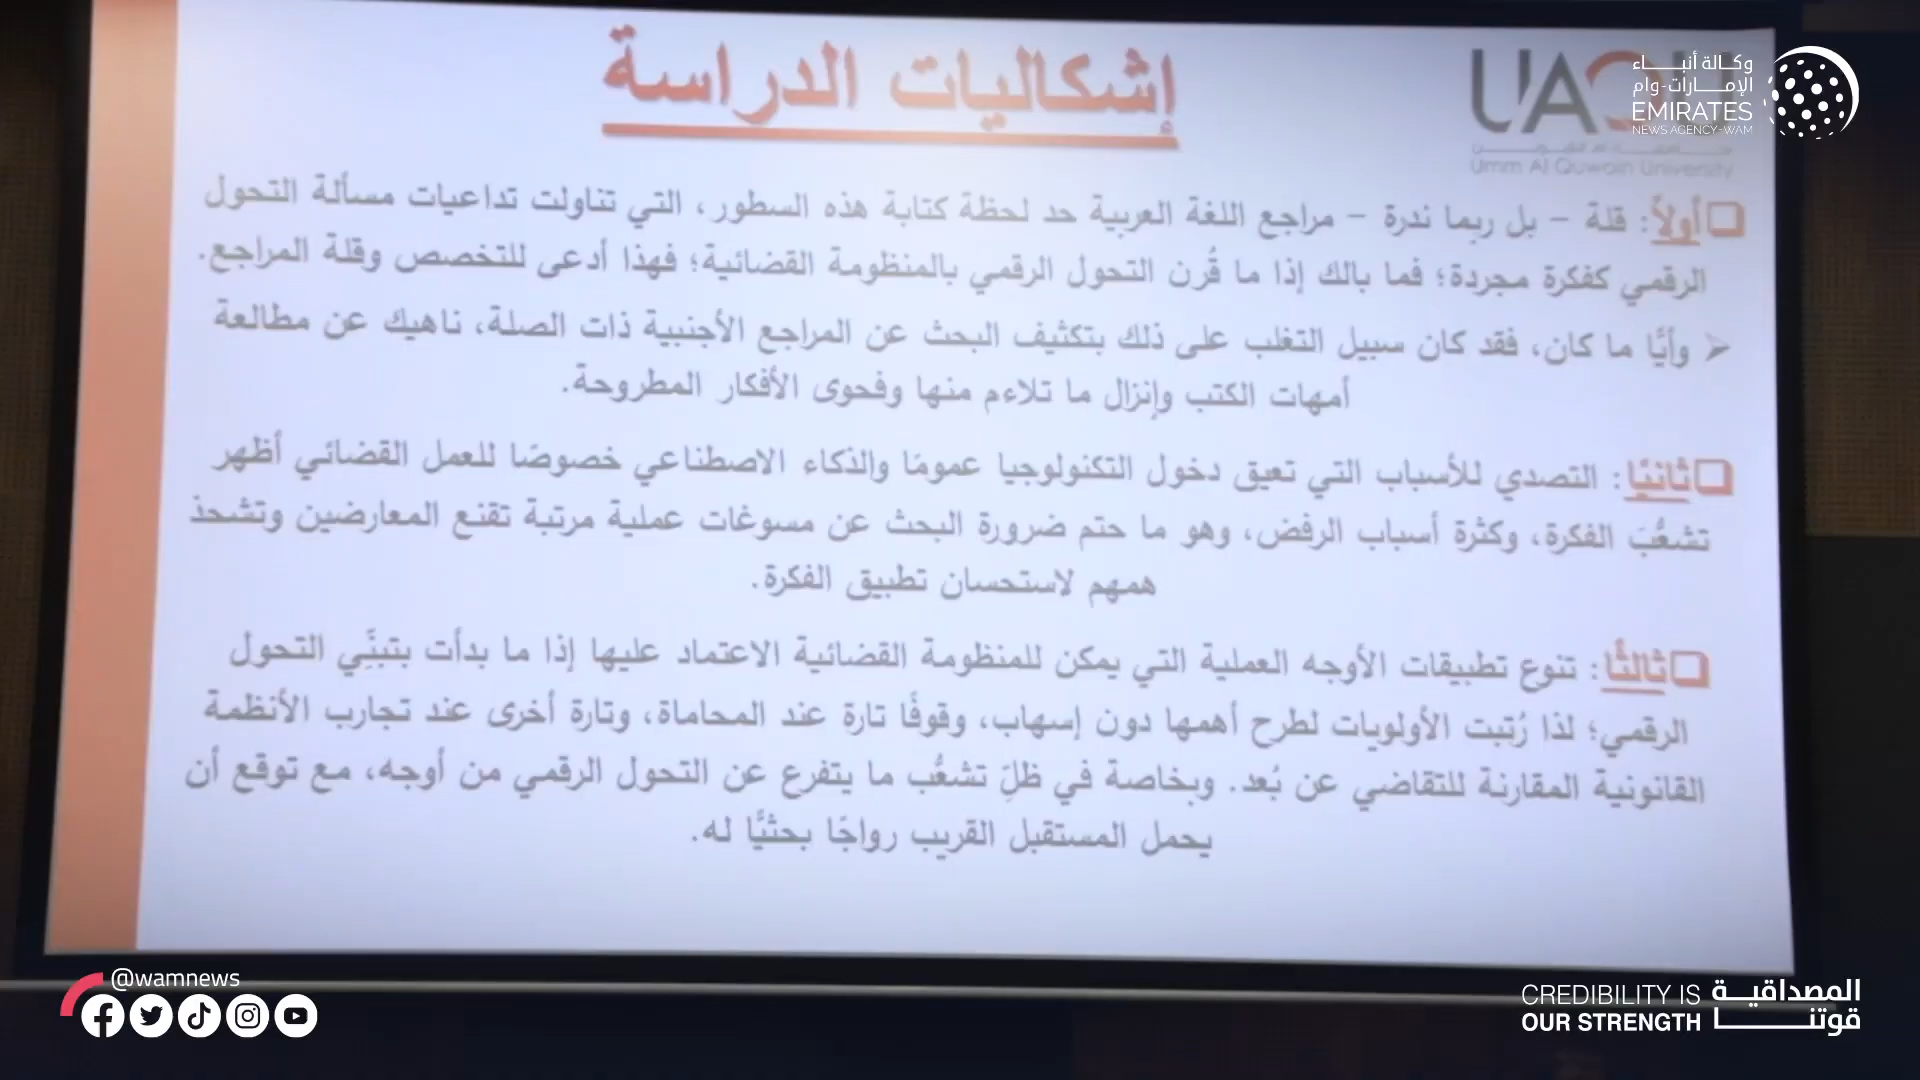 إشكاليات الدراسة
UAQU
Umm Al Quwain University
وكالة أنباء
الإمارات-وام
EMIRATES
NEWS AGENCY-WAM
أولاً: قلة – بل ربما ندرة – مراجع اللغة العربية حد لحظة كتابة هذه السطور، التي تناولت تداعيات مسألة التحول
الرقمي كفكرة مجردة؛ فما بالك إذا ما قُرن التحول الرقمي بالمنظومة القضائية؛ فهذا أدعى للتخصص وقلة المراجع.
وأيًّا ما كان، فقد كان سبيل التغلب على ذلك بتكثيف البحث عن المراجع الأجنبية ذات الصلة، ناهيك عن مطالعة
أمهات الكتب وإنزال ما تلاءم منها وفحوى الأفكار المطروحة.
ثانيًا: التصدي للأسباب التي تعيق دخول التكنولوجيا عمومًا والذكاء الاصطناعي خصوصًا للعمل القضائي أظهر
تشعُّبَ الفكرة، وكثرة أسباب الرفض، وهو ما حتم ضرورة البحث عن مسوغات عملية مرتبة تقنع المعارضين وتشحذ
هممهم لاستحسان تطبيق الفكرة.
ثالثًا: تنوع تطبيقات الأوجه العملية التي يمكن للمنظومة القضائية الاعتماد عليها إذا ما بدأت بتبنِّي التحول
الرقمي؛ لذا رُتبت الأولويات لطرح أهمها دون إسهاب، وقوفًا تارة عند المحاماة، وتارة أخرى عند تجارب الأنظمة
القانونية المقارنة للتقاضي عن بُعد. وبخاصة في ظلِّ تشعُّب ما يتفرع عن التحول الرقمي من أوجه، مع توقع أن
يحمل المستقبل القريب رواجًا بحثيًّا له.
@wamnews
CREDIBILITY IS
OUR STRENGTH
المصداقية
قوتنا